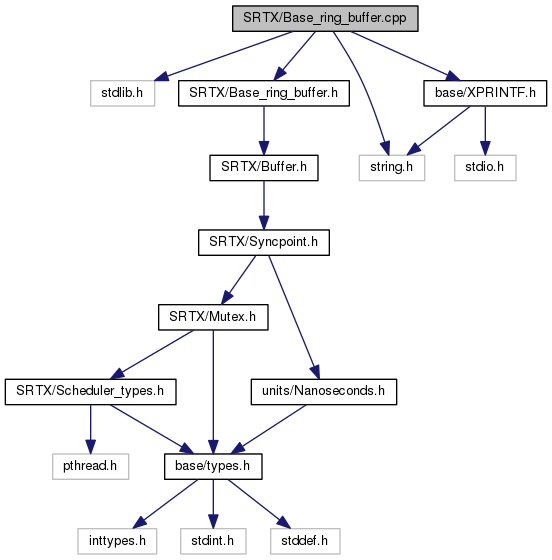 SRTX/Base_ring_buffer.cpp
stdlib.h
SRTX/Base_ring_buffer.h
base/XPRINTF.h
SRTX/Buffer.h
string.h
stdio.h
SRTX/Syncpoint.h
SRTX/Mutex.h
SRTX/Scheduler_types.h
units/Nanoseconds.h
pthread.h
base/types.h
inttypes.h
stdint.h
stddef.h